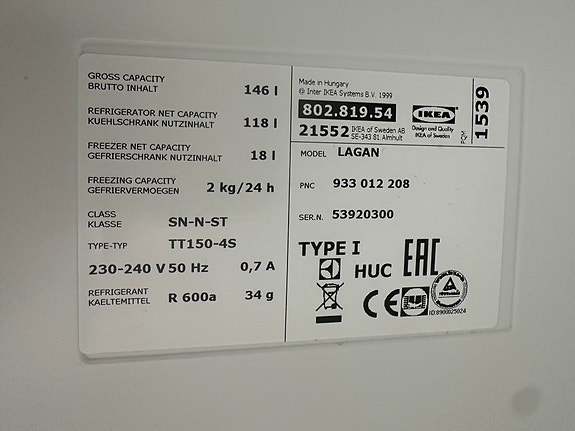 GROSS CAPACITY
BRUTTO INHALT 146 l
REFRIGERATOR NET CAPACITY
KUEHLSCHRANK NUTZINHALT 118 l
FREEZER NET CAPACITY
GEFRIERSCHRANK NUTZINHALT 18 l
FREEZING CAPACITY
GEFRIERVERMOEGEN 2 kg/24 h
CLASS
KLASSE SN-N-ST
TYPE-TYP TT150-4S
230-240 V 50 Hz 0,7 A
REFRIGERANT
KAELTEMITTEL R 600a 34 g
Made in Hungary
@ Inter IKEA Systems B.V. 1999
802.819.54
21552 IKEA of Sweden AB
SE-343 81 Almhult
IKEA
Design and Quality
IKEA of Sweden
1539
MODEL LAGAN
PNC 933 012 208
SER.N. 53920300
TYPE I
HUC EAC
CE
ID:8900025024